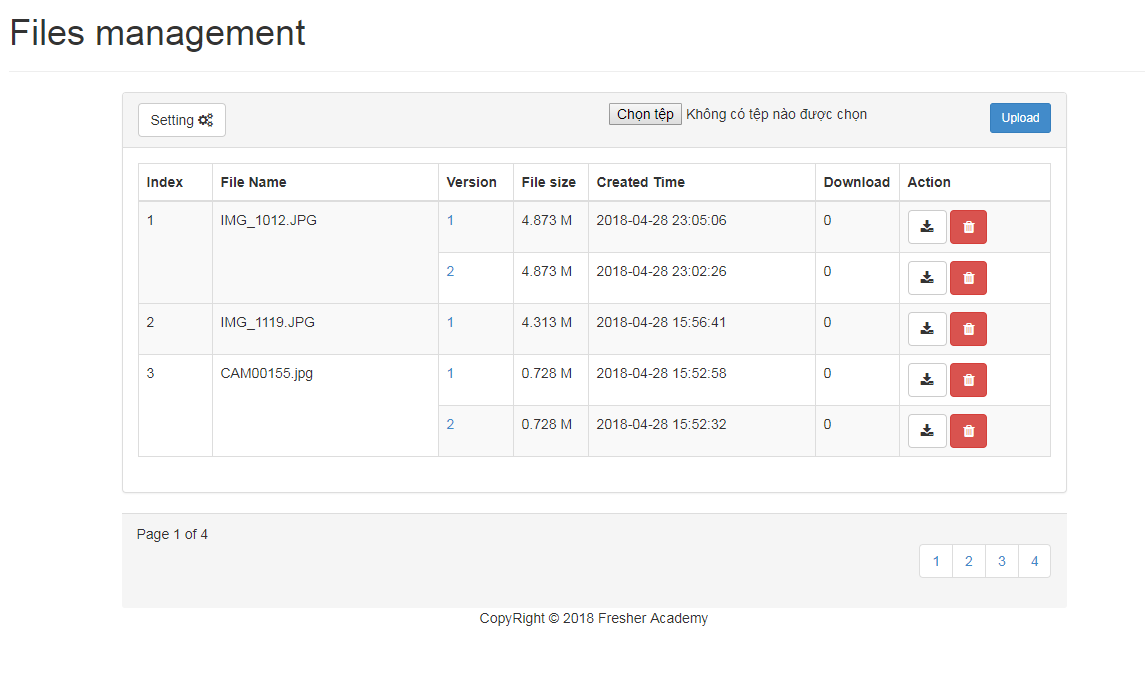 Files management
Setting
Chọn tệp Không có tệp nào được chọn
Upload
Index File Name Version File size Created Time Download Action
1 IMG_1012.JPG 1 4.873 M 2018-04-28 23:05:06 0
2 4.873 M 2018-04-28 23:02:26 0
2 IMG_1119.JPG 1 4.313 M 2018-04-28 15:56:41 0
3 CAM00155.jpg 1 0.728 M 2018-04-28 15:52:58 0
2 0.728 M 2018-04-28 15:52:32 0
Page 1 of 4
1 2 3 4
CopyRight © 2018 Fresher Academy